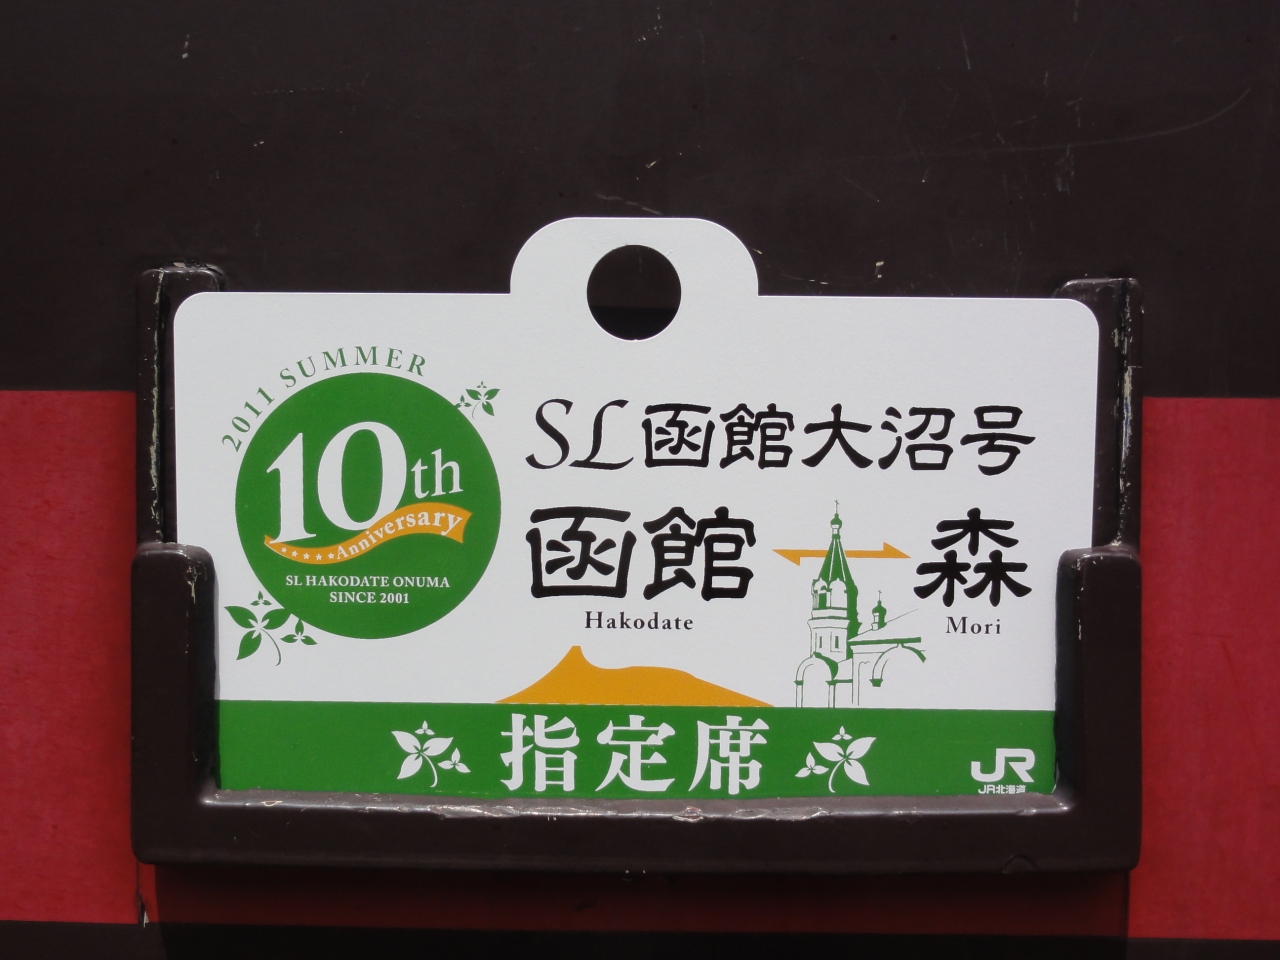 2011 SUMMER
10th
Anniversary
SL HAKODATE ONUMA
SINCE 2001
SL函館大沼号
函館 森
Hakodate Mori
指定席
JR
JR北海道